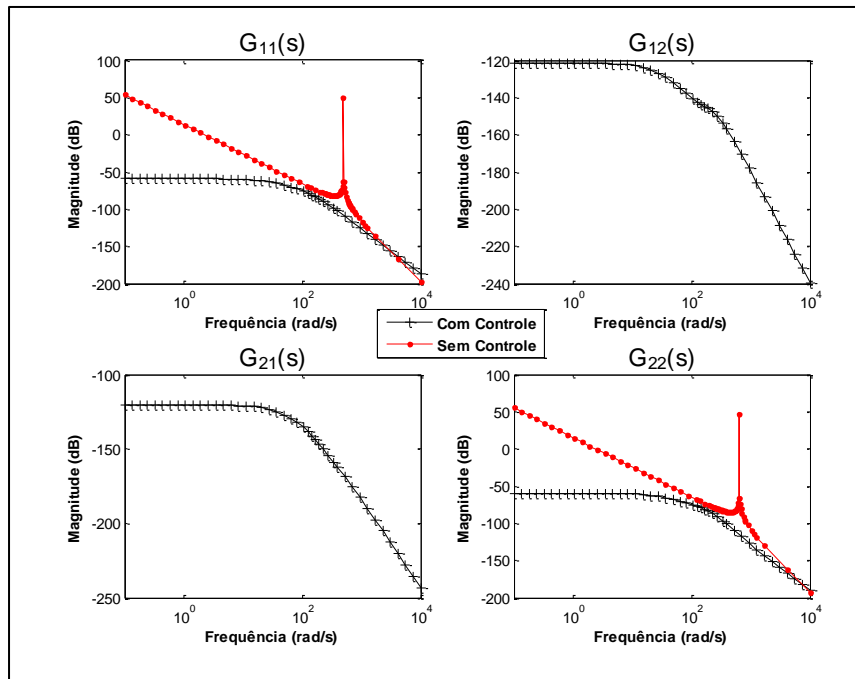 G11(s)
100
50
0
-50
-100
-150
-200
Magnitude (dB)
10^0
10^2
10^4
Frequência (rad/s)
G12(s)
-120
-140
-160
-180
-200
-220
-240
Magnitude (dB)
10^0
10^2
10^4
Frequência (rad/s)
Com Controle
Sem Controle
G21(s)
-100
-150
-200
-250
Magnitude (dB)
10^0
10^2
10^4
Frequência (rad/s)
G22(s)
100
50
0
-50
-100
-150
-200
Magnitude (dB)
10^0
10^2
10^4
Frequência (rad/s)